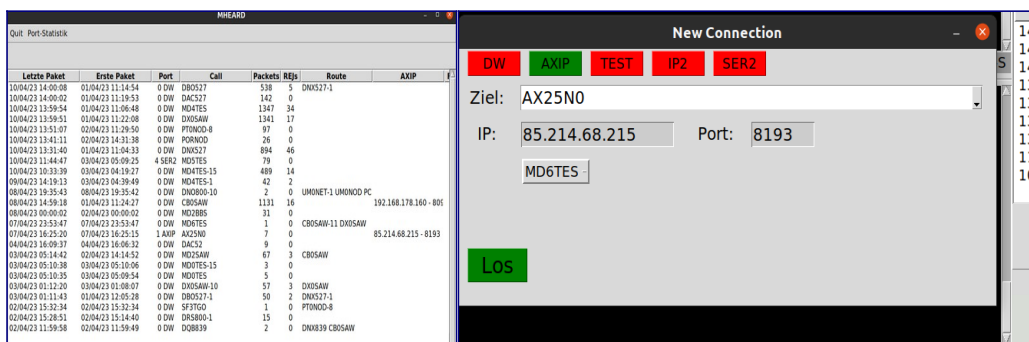 MHEARD
Quit Port-Statistik
Letzte Paket Erste Paket Port Call Packets REJs Route AXIP
10/04/23 14:00:08 01/04/23 11:14:54 0 DW DBO527 538 5 DNX527-1
10/04/23 14:00:02 01/04/23 11:19:53 0 DW DAC527 142 0
10/04/23 13:59:54 01/04/23 11:06:48 0 DW MD4TES 1347 34
10/04/23 13:59:51 01/04/23 11:22:08 0 DW DX0SAW 1341 17
10/04/23 13:51:07 02/04/23 11:29:50 0 DW PTONOD-8 97 0
10/04/23 13:41:11 02/04/23 14:31:38 0 DW PORNOD 26 0
10/04/23 13:31:40 01/04/23 11:04:33 0 DW DNX527 894 46
10/04/23 11:44:47 03/04/23 05:09:25 4 SER2 MD5TES 79 0
10/04/23 10:33:39 03/04/23 04:19:27 0 DW MD4TES-15 489 14
09/04/23 14:19:13 03/04/23 04:39:49 0 DW MD4TES-1 42 2
08/04/23 19:35:43 08/04/23 19:35:42 0 DW DNO800-10 2 0 UMONET-1 UMONOD PC
08/04/23 14:59:18 01/04/23 11:24:27 0 DW CB0SAW 1131 16 192.168.178.160 - 809
08/04/23 00:00:02 02/04/23 00:00:02 0 DW MD2BBS 31 0
07/04/23 23:53:47 07/04/23 23:53:47 0 DW MD6TES 1 0 CB0SAW-11 DX0SAW
07/04/23 16:25:20 07/04/23 16:25:15 1 AXIP AX25N0 7 0 85.214.68.215 - 8193
04/04/23 16:09:37 04/04/23 16:06:32 0 DW DAC52 9 0
03/04/23 05:14:42 02/04/23 14:14:52 0 DW MD2SAW 67 3 CB0SAW
03/04/23 05:10:38 03/04/23 05:10:06 0 DW MD0TES-15 3 0
03/04/23 05:10:35 03/04/23 05:09:54 0 DW MD0TES 5 0
03/04/23 01:12:20 03/04/23 01:08:07 0 DW DX0SAW-10 57 3 DX0SAW
03/04/23 01:11:43 01/04/23 12:05:28 0 DW DBO527-1 50 2 DNX527-1
02/04/23 15:32:34 02/04/23 15:32:34 0 DW SF3TGO 1 0 PTONOD-8
02/04/23 15:28:51 02/04/23 15:14:40 0 DW DRS800-1 15 0
02/04/23 11:59:58 02/04/23 11:59:49 0 DW DQB839 2 0 DNX839 CB0SAW
New Connection
DW AXIP TEST IP2 SER2
Ziel: AX25N0
IP: 85.214.68.215 Port: 8193
MD6TES
Los
S